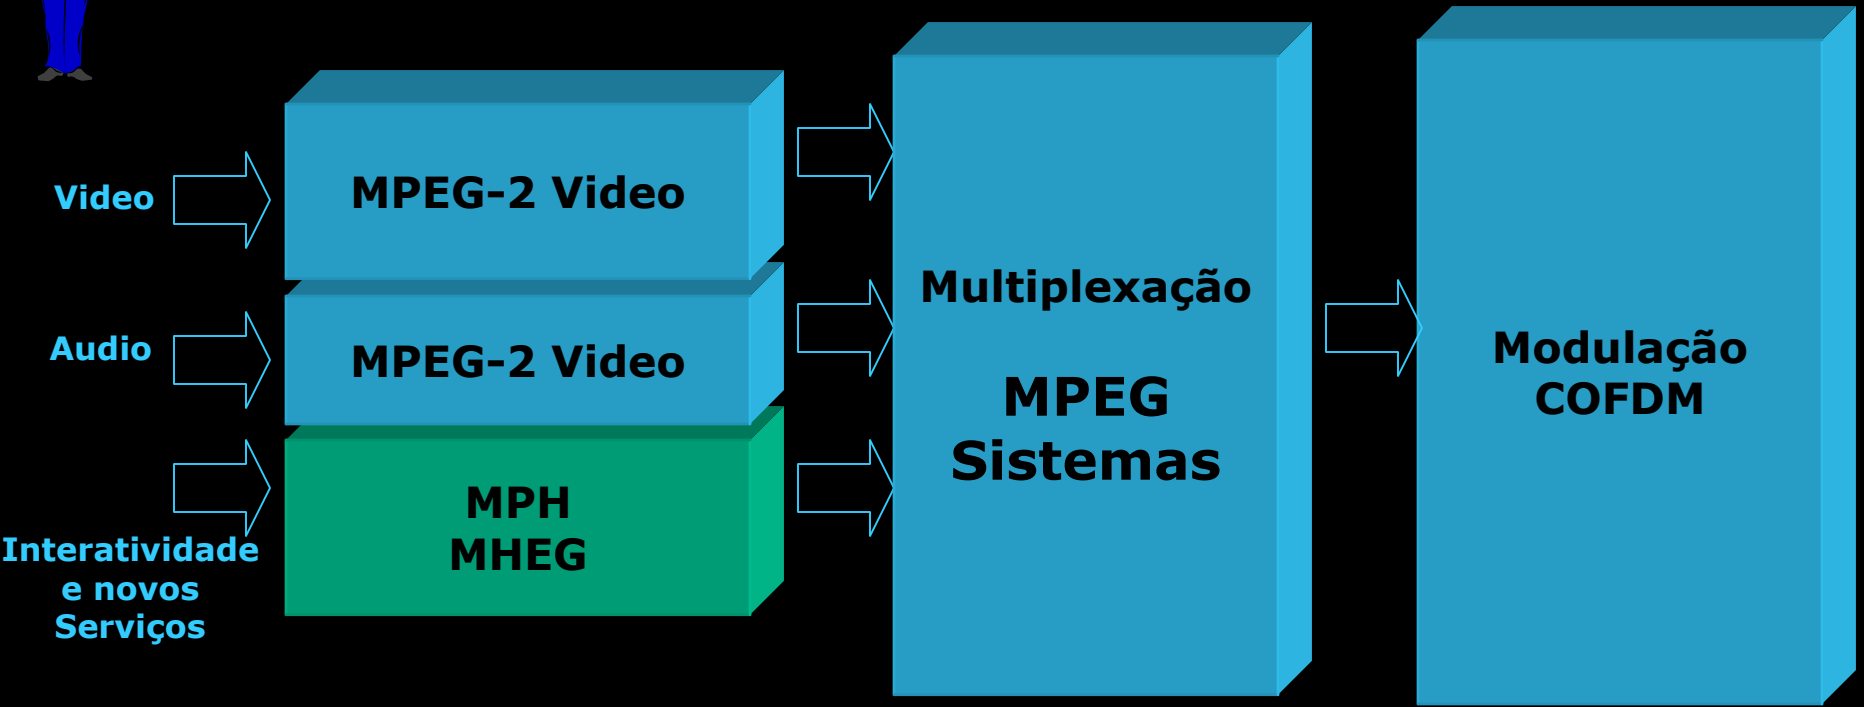 Video
MPEG-2 Video
Audio
MPEG-2 Video
Interatividade
e novos
Serviços
MPH
MHEG
Multiplexação
MPEG
Sistemas
Modulação
COFDM